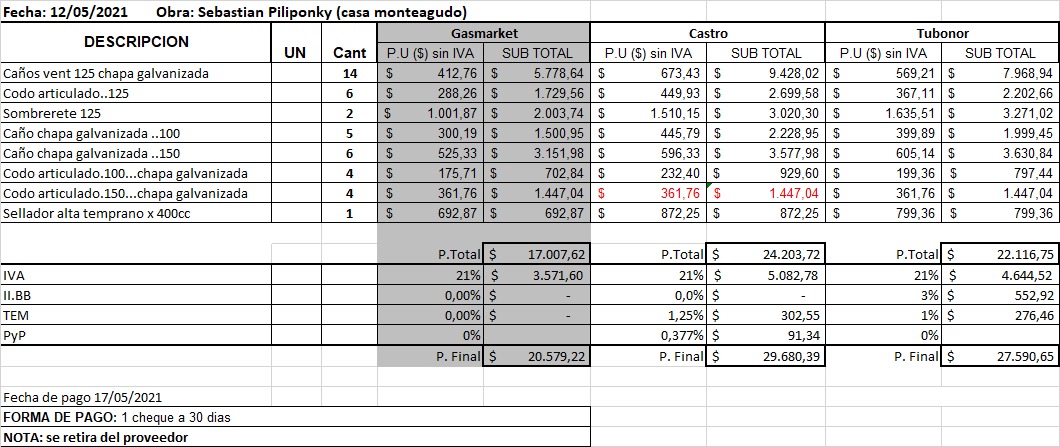 Fecha: 12/05/2021 Obra: Sebastian Piliponky (casa monteagudo)
DESCRIPCION UN Cant Gasmarket Castro Tubonor
P.U ($) sin IVA SUB TOTAL P.U ($) sin IVA SUB TOTAL P.U ($) sin IVA SUB TOTAL
Caños vent 125 chapa galvanizada 14 $ 412,76 $ 5.778,64 $ 673,43 $ 9.428,02 $ 569,21 $ 7.968,94
Codo articulado..125 6 $ 288,26 $ 1.729,56 $ 449,93 $ 2.699,58 $ 367,11 $ 2.202,66
Sombrerete 125 2 $ 1.001,87 $ 2.003,74 $ 1.510,15 $ 3.020,30 $ 1.635,51 $ 3.271,02
Caño chapa galvanizada ..100 5 $ 300,19 $ 1.500,95 $ 445,79 $ 2.228,95 $ 399,89 $ 1.999,45
Caño chapa galvanizada ..150 6 $ 525,33 $ 3.151,98 $ 596,33 $ 3.577,98 $ 605,14 $ 3.630,84
Codo articulado.100...chapa galvanizada 4 $ 175,71 $ 702,84 $ 232,40 $ 929,60 $ 199,36 $ 797,44
Codo articulado.150...chapa galvanizada 4 $ 361,76 $ 1.447,04 $ 361,76 $ 1.447,04 $ 361,76 $ 1.447,04
Sellador alta temprano x 400cc 1 $ 692,87 $ 692,87 $ 872,25 $ 872,25 $ 799,36 $ 799,36
P.Total $ 17.007,62 P.Total $ 24.203,72 P.Total $ 22.116,75
IVA 21% $ 3.571,60 21% $ 5.082,78 21% $ 4.644,52
II.BB 0,00% $ - 0,0% $ - 3% $ 552,92
TEM 0,00% $ - 1,25% $ 302,55 1% $ 276,46
PyP 0% 0,377% $ 91,34 0%
P. Final $ 20.579,22 P. Final $ 29.680,39 P. Final $ 27.590,65
Fecha de pago 17/05/2021
FORMA DE PAGO: 1 cheque a 30 dias
NOTA: se retira del proveedor